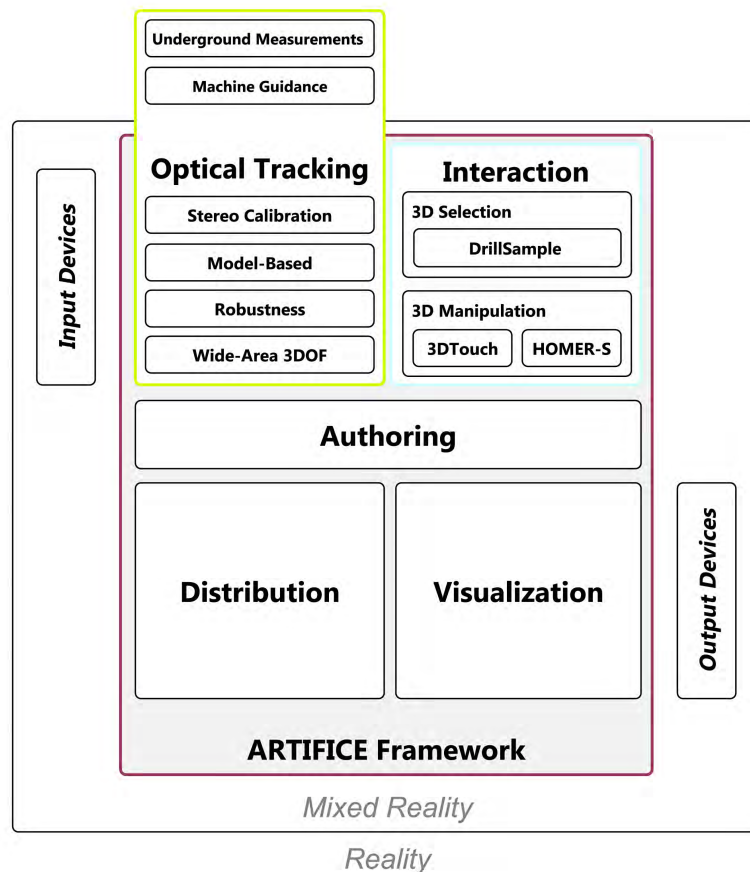 Underground Measurements
Machine Guidance
Optical Tracking
Stereo Calibration
Model-Based
Robustness
Wide-Area 3DOF
Interaction
3D Selection
DrillSample
3D Manipulation
3DTouch
HOMER-S
Input Devices
Authoring
Distribution
Visualization
Output Devices
ARTIFICE Framework
Mixed Reality
Reality